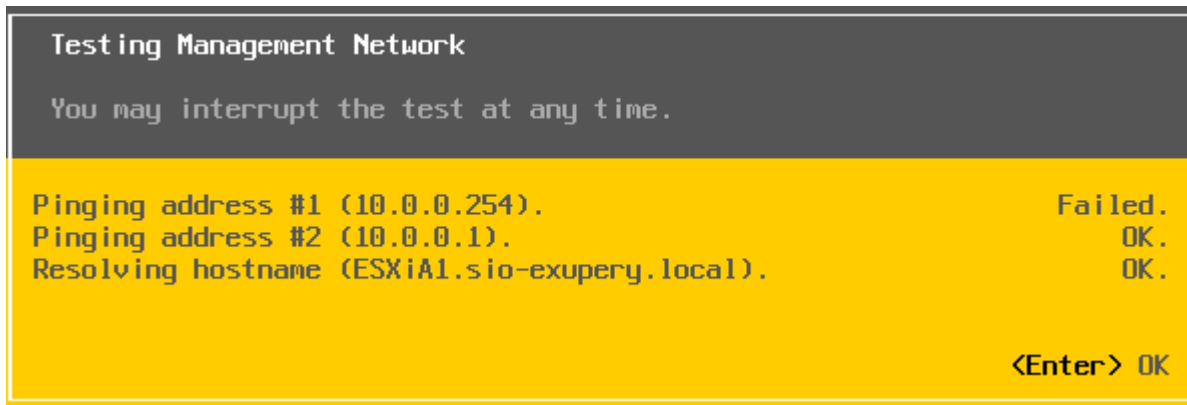 Testing Management Network
You may interrupt the test at any time.
Pinging address #1 (10.0.0.254). Failed.
Pinging address #2 (10.0.0.1). OK.
Resolving hostname (ESXiA1.sio-exupery.local). OK.
<Enter> OK